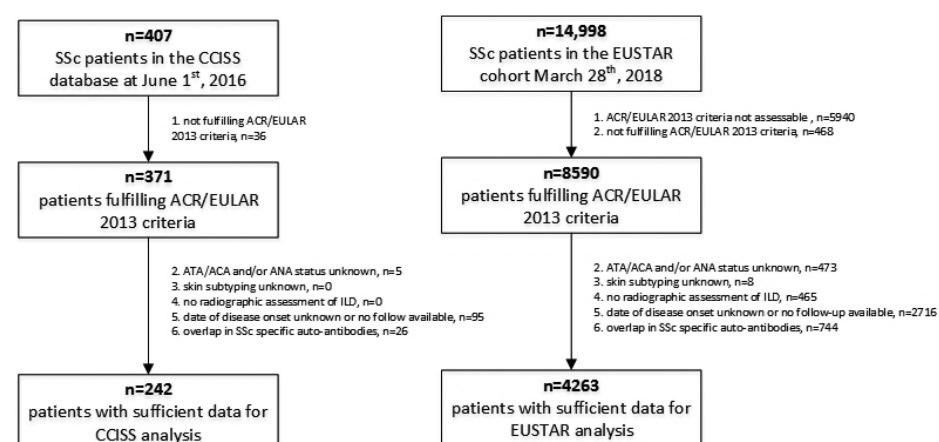 n=407
SSc patients in the CCISS
database at June 1st, 2016
1. not fulfilling ACR/EULAR
2013 criteria, n=36
n=371
patients fulfilling ACR/EULAR
2013 criteria
2. ATA/ACA and/or ANA status unknown, n=5
3. skin subtyping unknown, n=0
4. no radiographic assessment of ILD, n=0
5. date of disease onset unknown or no follow available, n=95
6. overlap in SSc specific auto-antibodies, n=26
n=242
patients with sufficient data for
CCISS analysis
n=14,998
SSc patients in the EUSTAR
cohort March 28th, 2018
1. ACR/EULAR 2013 criteria not assessable , n=5940
2. not fulfilling ACR/EULAR 2013 criteria, n=468
n=8590
patients fulfilling ACR/EULAR
2013 criteria
2. ATA/ACA and/or ANA status unknown, n=473
3. skin subtyping unknown, n=8
4. no radiographic assessment of ILD, n=465
5. date of disease onset unknown or no follow-up available, n=2716
6. overlap in SSc specific auto-antibodies, n=744
n=4263
patients with sufficient data for
EUSTAR analysis